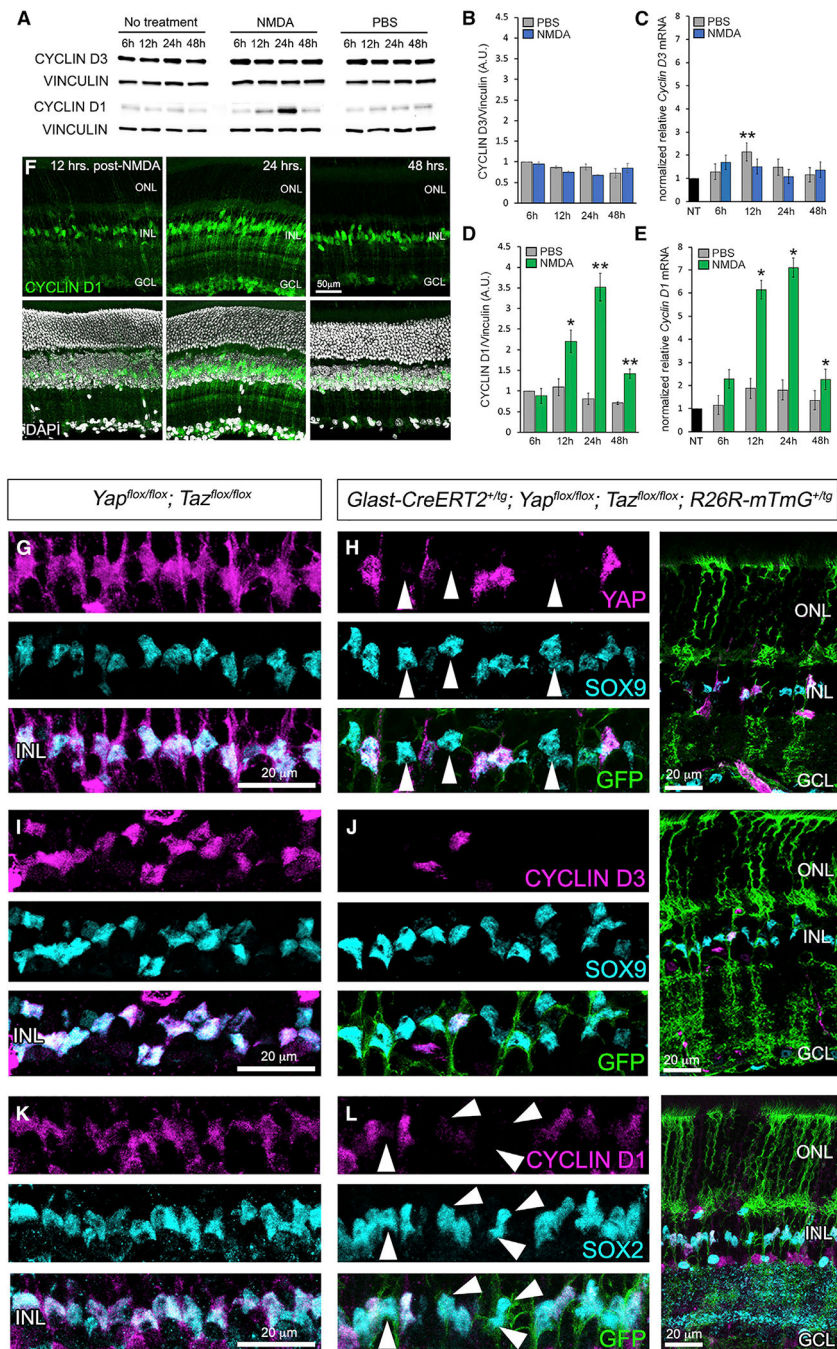 A
No treatment NMDA PBS
6h 12h 24h 48h 6h 12h 24h 48h 6h 12h 24h 48h
CYCLIN D3
VINCULIN
CYCLIN D1
VINCULIN
B
CYCLIN D3/Vinculin (A.U.)
PBS
NMDA
4.5
4
3.5
3
2.5
2
1.5
1
0.5
0
6h 12h 24h 48h
C
normalized relative Cyclin D3 mRNA
PBS
NMDA
8
7
6
5
4
3
2
1
0
**
NT 6h 12h 24h 48h
F
12 hrs. post-NMDA 24 hrs. 48 hrs.
ONL ONL ONL
INL INL INL
GCL GCL GCL
CYCLIN D1
50µm
DAPI
D
CYCLIN D1/Vinculin (A.U.)
PBS
NMDA
4.5
4
3.5
3
2.5
2
1.5
1
0.5
0
* ** **
6h 12h 24h 48h
E
normalized relative Cyclin D1 mRNA
PBS
NMDA
8
7
6
5
4
3
2
1
0
* * *
NT 6h 12h 24h 48h
Yap^flox/flox; Taz^flox/flox
Glast-CreERT2^+/tg; Yap^flox/flox; Taz^flox/flox; R26R-mTmG^+/tg
G
INL
20 µm
H
YAP
SOX9
GFP
ONL
INL
GCL
20 µm
I
INL
20 µm
J
CYCLIN D3
SOX9
GFP
ONL
INL
GCL
20 µm
K
INL
20 µm
L
CYCLIN D1
SOX2
GFP
ONL
INL
GCL
20 µm